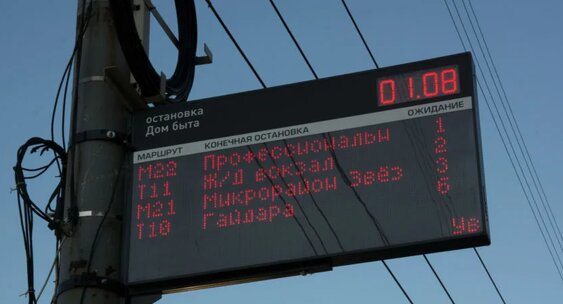 01.08
остановка
Дом быта
МАРШРУТ КОНЕЧНАЯ ОСТАНОВКА ОЖИДАНИЕ
М22 Профессиональн 1
Т11 Ж/Д вокзал 2
М21 Микрорайон Звёз 3
Т10 Гайдара 6